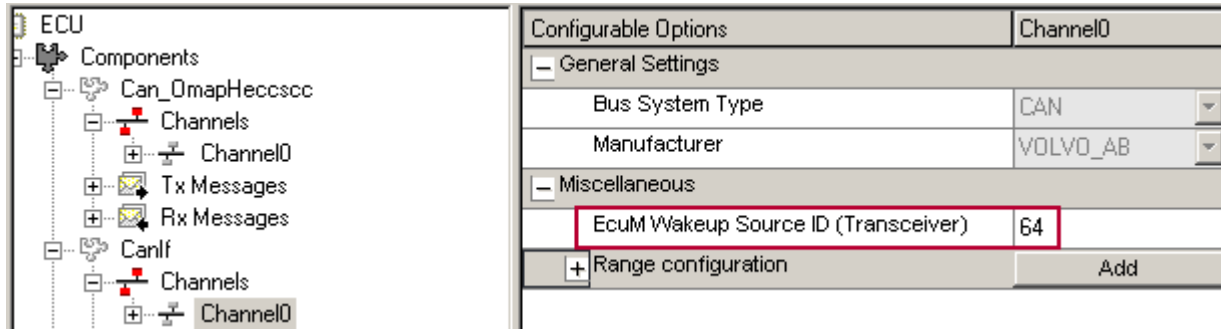 ECU
Components
Can_OmapHeccscc
Channels
Channel0
Tx Messages
Rx Messages
CanIf
Channels
Channel0
Configurable Options Channel0
General Settings
Bus System Type CAN
Manufacturer VOLVO_AB
Miscellaneous
EcuM Wakeup Source ID (Transceiver) 64
Range configuration Add